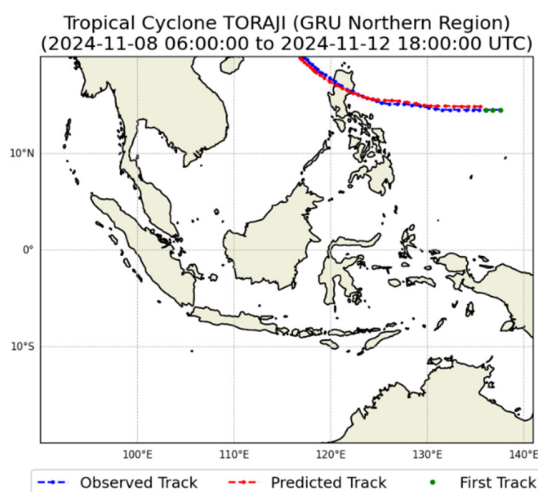 Tropical Cyclone TORAJI (GRU Northern Region)
(2024-11-08 06:00:00 to 2024-11-12 18:00:00 UTC)
10°N
0°
10°S
100°E 110°E 120°E 130°E 140°E
Observed Track Predicted Track First Track